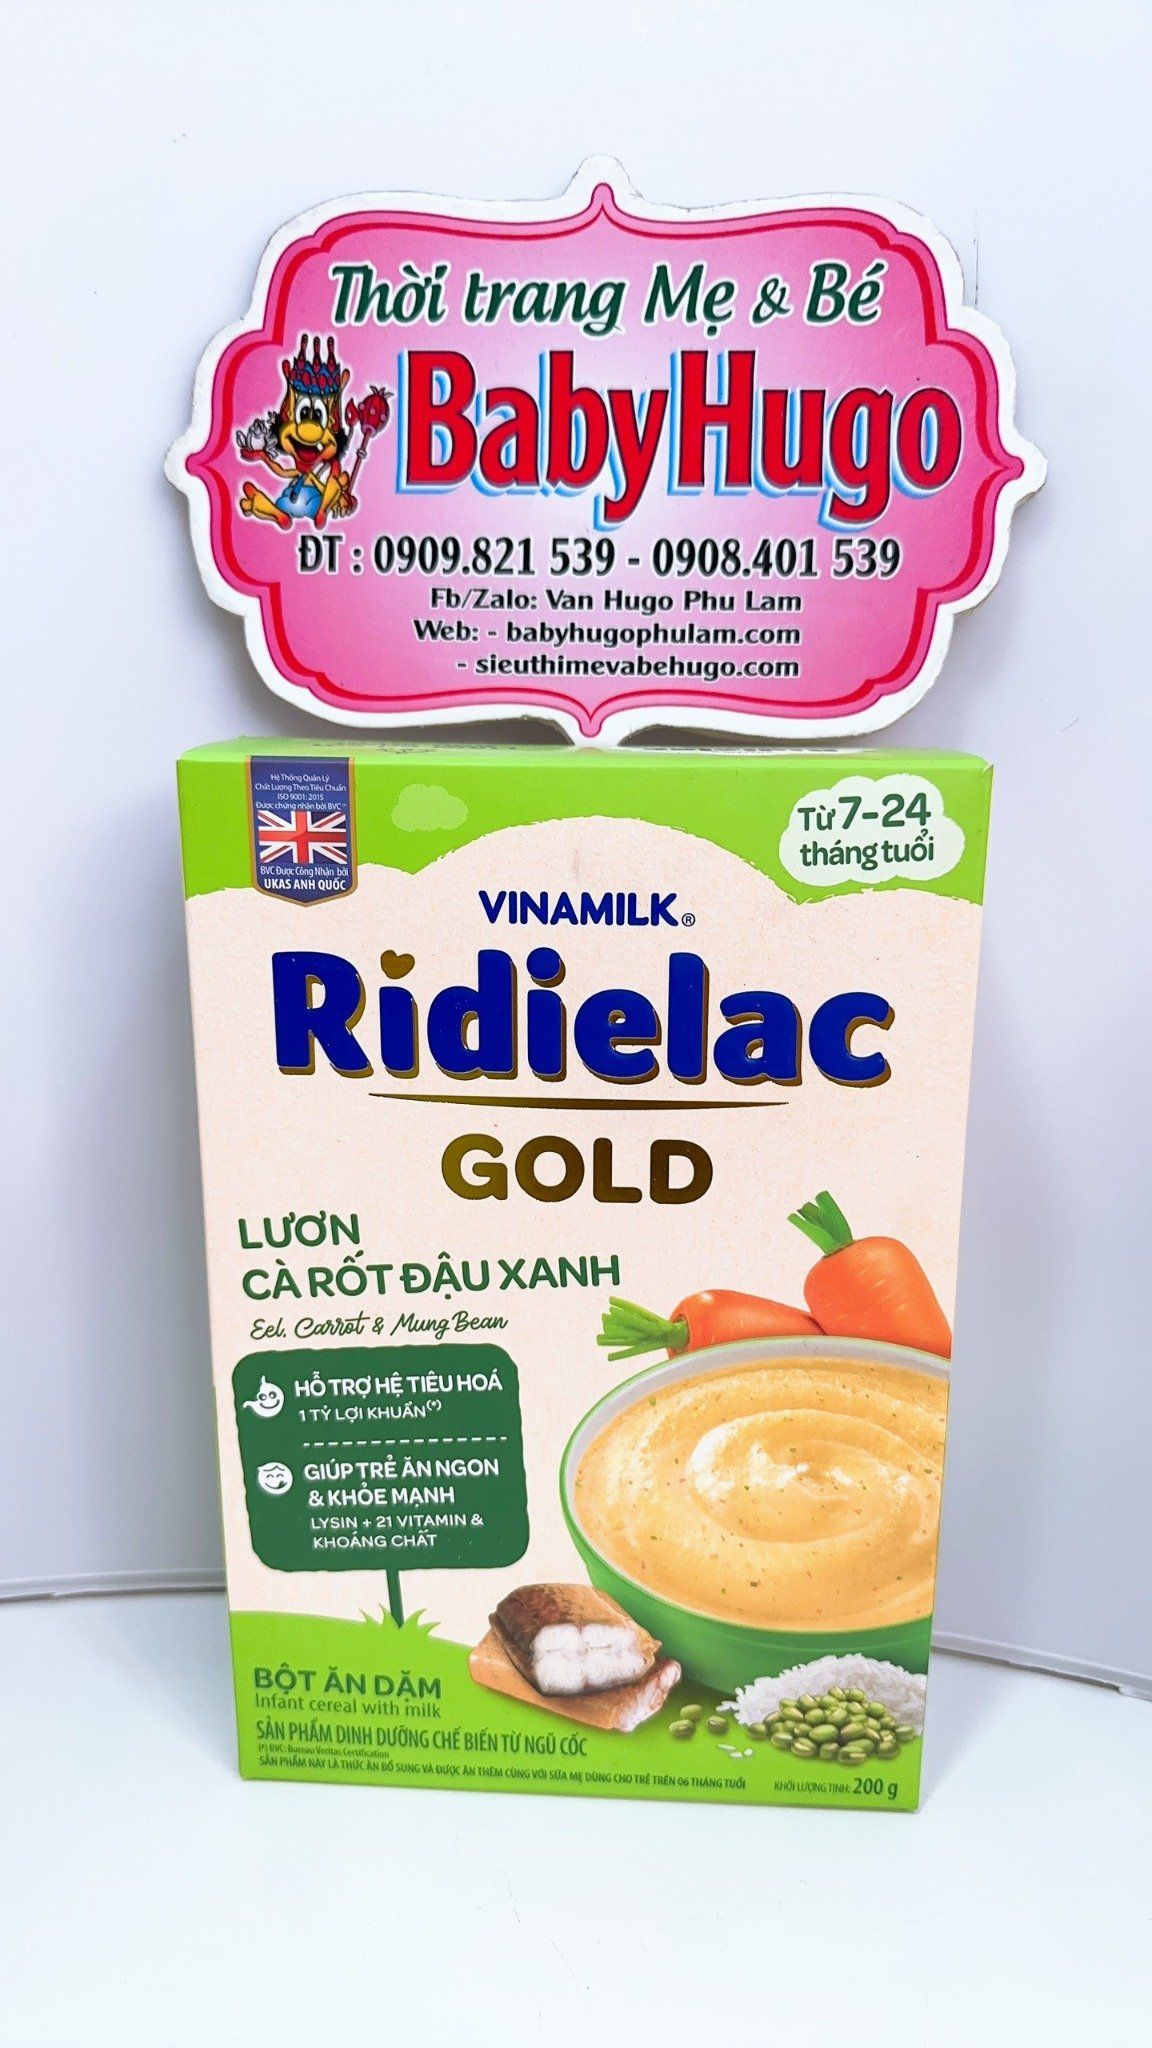 Thời trang Mẹ & Bé
BabyHugo
ĐT : 0909.821 539 - 0908.401 539
Fb/Zalo: Van Hugo Phu Lam
Web: - babyhugophulam.com
- sieuthimevabehugo.com
Hệ Thống Quản Lý
Chất Lượng Theo Tiêu Chuẩn
ISO 9001: 2015
Được chứng nhận bởi BVC (*)
BVC Được Công Nhận bởi
UKAS ANH QUỐC
Từ 7-24
tháng tuổi
VINAMILK®
Ridielac
GOLD
LƯƠN
CÀ RỐT ĐẬU XANH
Eel, Carrot & Mung Bean
HỖ TRỢ HỆ TIÊU HOÁ
1 TỶ LỢI KHUẨN(*)
GIÚP TRẺ ĂN NGON
& KHỎE MẠNH
LYSIN + 21 VITAMIN &
KHOÁNG CHẤT
BỘT ĂN DẶM
Infant cereal with milk
SẢN PHẨM DINH DƯỠNG CHẾ BIẾN TỪ NGŨ CỐC
(*) BVC: Bureau Veritas Certification
SẢN PHẨM NÀY LÀ THỨC ĂN BỔ SUNG VÀ ĐƯỢC ĂN THÊM CÙNG VỚI SỮA MẸ DÙNG CHO TRẺ TRÊN 06 THÁNG TUỔI
KHỐI LƯỢNG TỊNH: 200 g